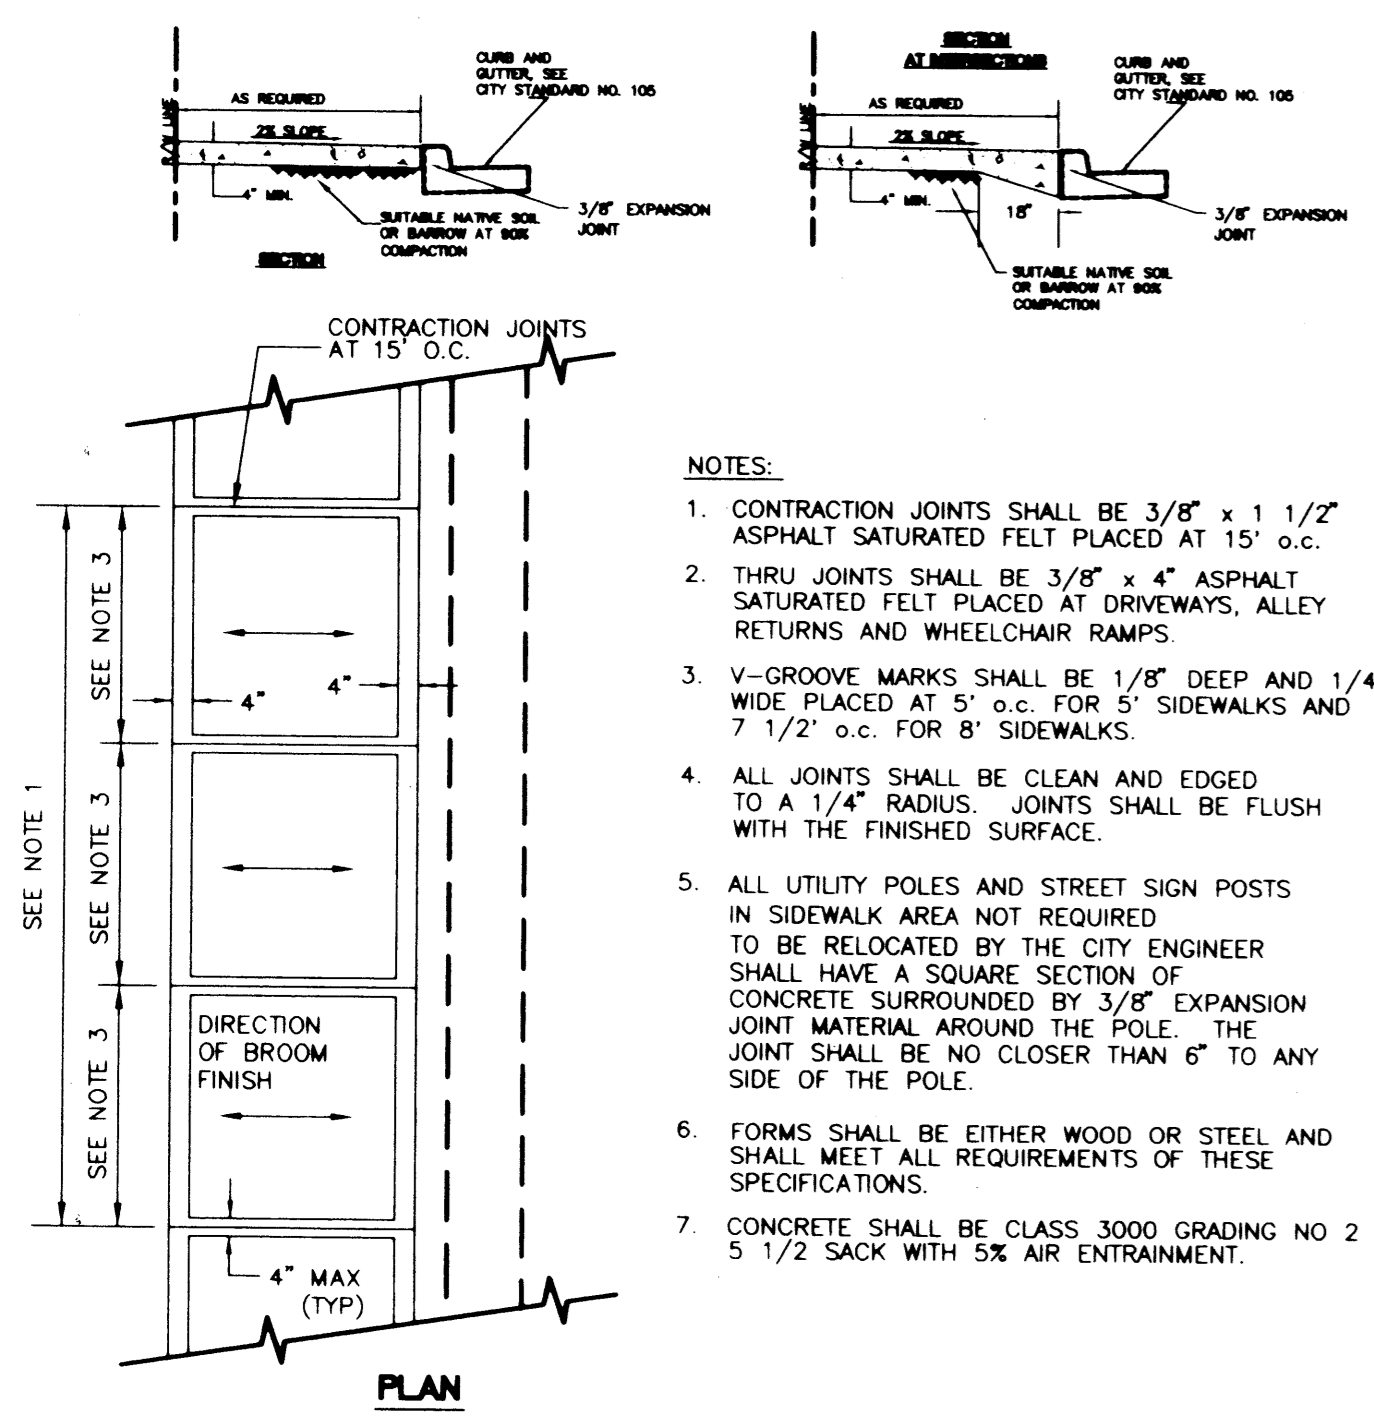 CURB AND
GUTTER, SEE
CITY STANDARD NO. 105
AS REQUIRED
R/W LINE
2% SLOPE
4" MIN.
SUITABLE NATIVE SOIL
OR BARROW AT 90%
COMPACTION
3/8" EXPANSION
JOINT
SECTION
SECTION
AT INTERSECTIONS
CURB AND
GUTTER, SEE
CITY STANDARD NO. 105
AS REQUIRED
R/W LINE
2% SLOPE
4" MIN.
18"
3/8" EXPANSION
JOINT
SUITABLE NATIVE SOIL
OR BARROW AT 90%
COMPACTION
CONTRACTION JOINTS
AT 15' O.C.
SEE NOTE 1
SEE NOTE 3
SEE NOTE 3
SEE NOTE 3
4"
4"
DIRECTION
OF BROOM
FINISH
4" MAX
(TYP)
PLAN
NOTES:
1. CONTRACTION JOINTS SHALL BE 3/8" x 1 1/2"
ASPHALT SATURATED FELT PLACED AT 15' o.c.
2. THRU JOINTS SHALL BE 3/8" x 4" ASPHALT
SATURATED FELT PLACED AT DRIVEWAYS, ALLEY
RETURNS AND WHEELCHAIR RAMPS.
3. V-GROOVE MARKS SHALL BE 1/8" DEEP AND 1/4
WIDE PLACED AT 5' o.c. FOR 5' SIDEWALKS AND
7 1/2' o.c. FOR 8' SIDEWALKS.
4. ALL JOINTS SHALL BE CLEAN AND EDGED
TO A 1/4" RADIUS. JOINTS SHALL BE FLUSH
WITH THE FINISHED SURFACE.
5. ALL UTILITY POLES AND STREET SIGN POSTS
IN SIDEWALK AREA NOT REQUIRED
TO BE RELOCATED BY THE CITY ENGINEER
SHALL HAVE A SQUARE SECTION OF
CONCRETE SURROUNDED BY 3/8" EXPANSION
JOINT MATERIAL AROUND THE POLE. THE
JOINT SHALL BE NO CLOSER THAN 6" TO ANY
SIDE OF THE POLE.
6. FORMS SHALL BE EITHER WOOD OR STEEL AND
SHALL MEET ALL REQUIREMENTS OF THESE
SPECIFICATIONS.
7. CONCRETE SHALL BE CLASS 3000 GRADING NO 2
5 1/2 SACK WITH 5% AIR ENTRAINMENT.